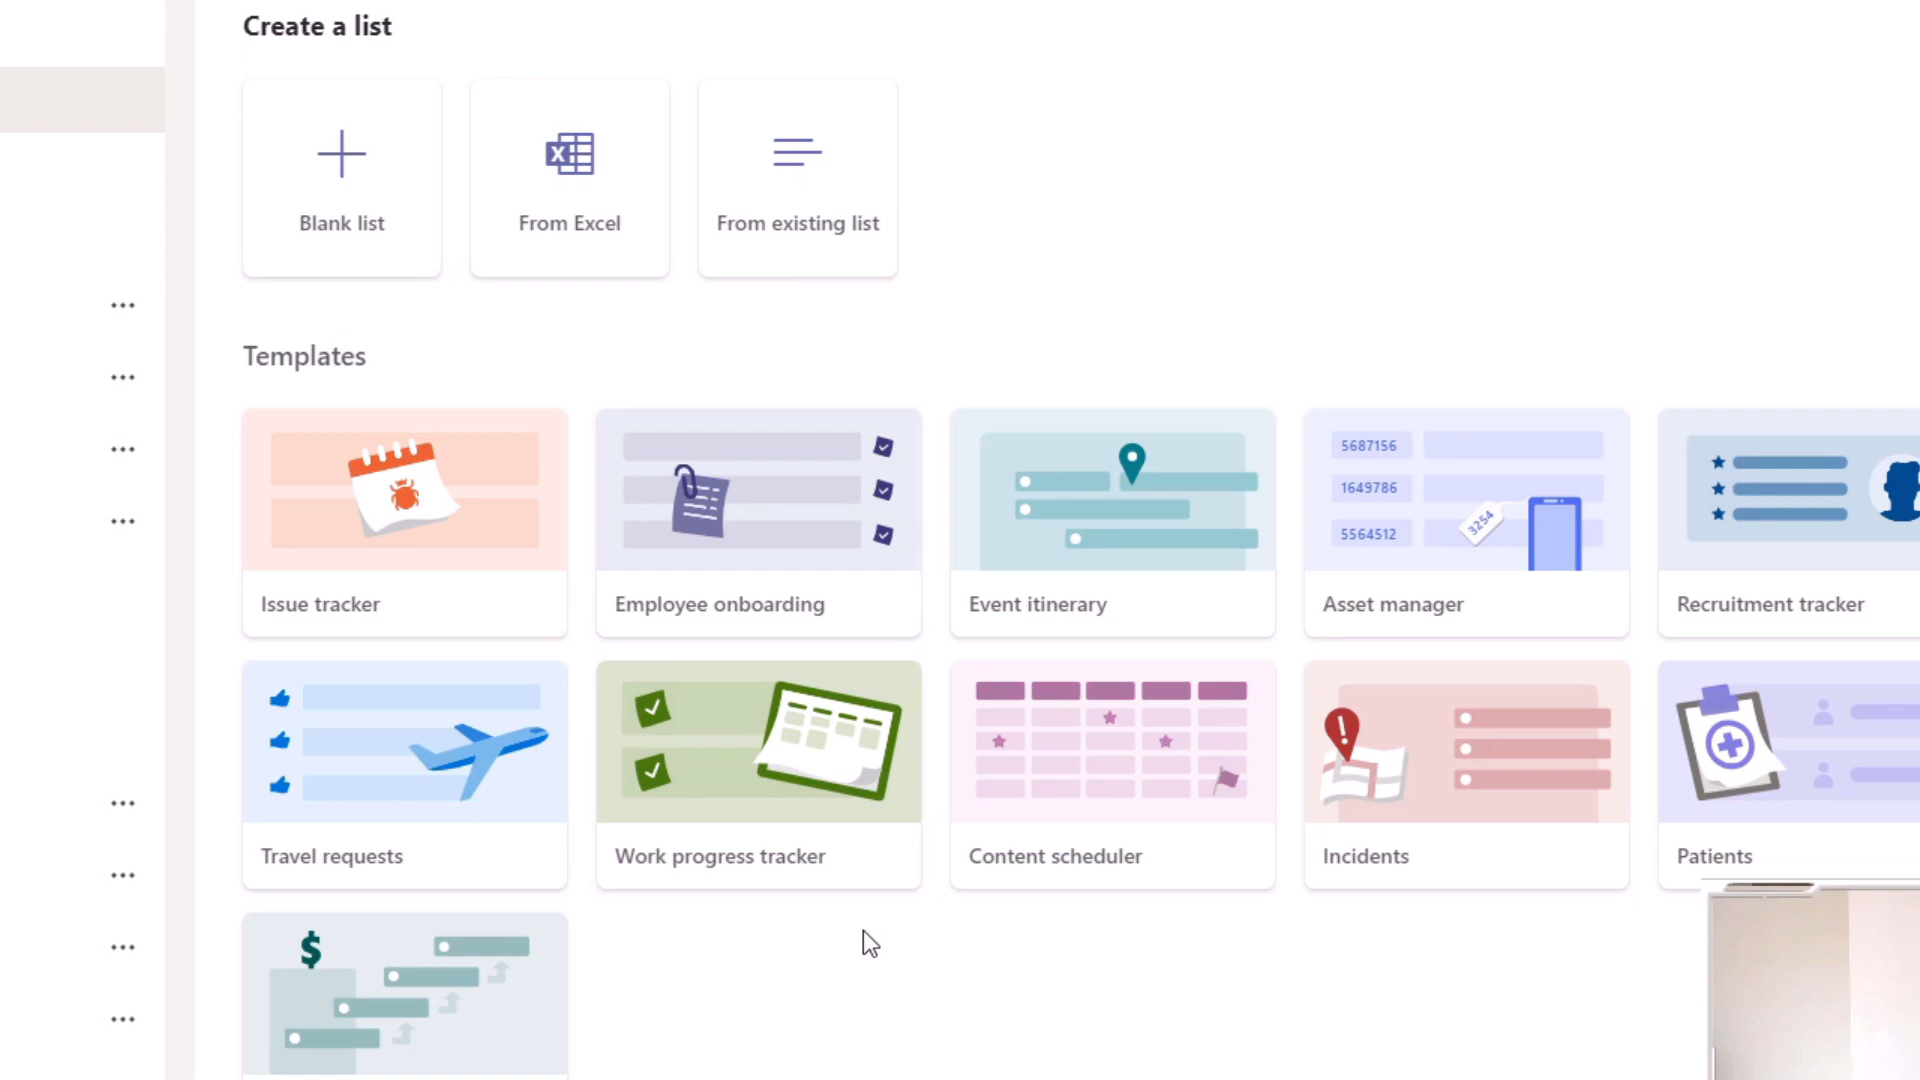 Create a list
Blank list
From Excel
From existing list
Templates
5687156
1649786
5564512
3254
Issue tracker
Employee onboarding
Event itinerary
Asset manager
Recruitment tracker
Travel requests
Work progress tracker
Content scheduler
Incidents
Patients